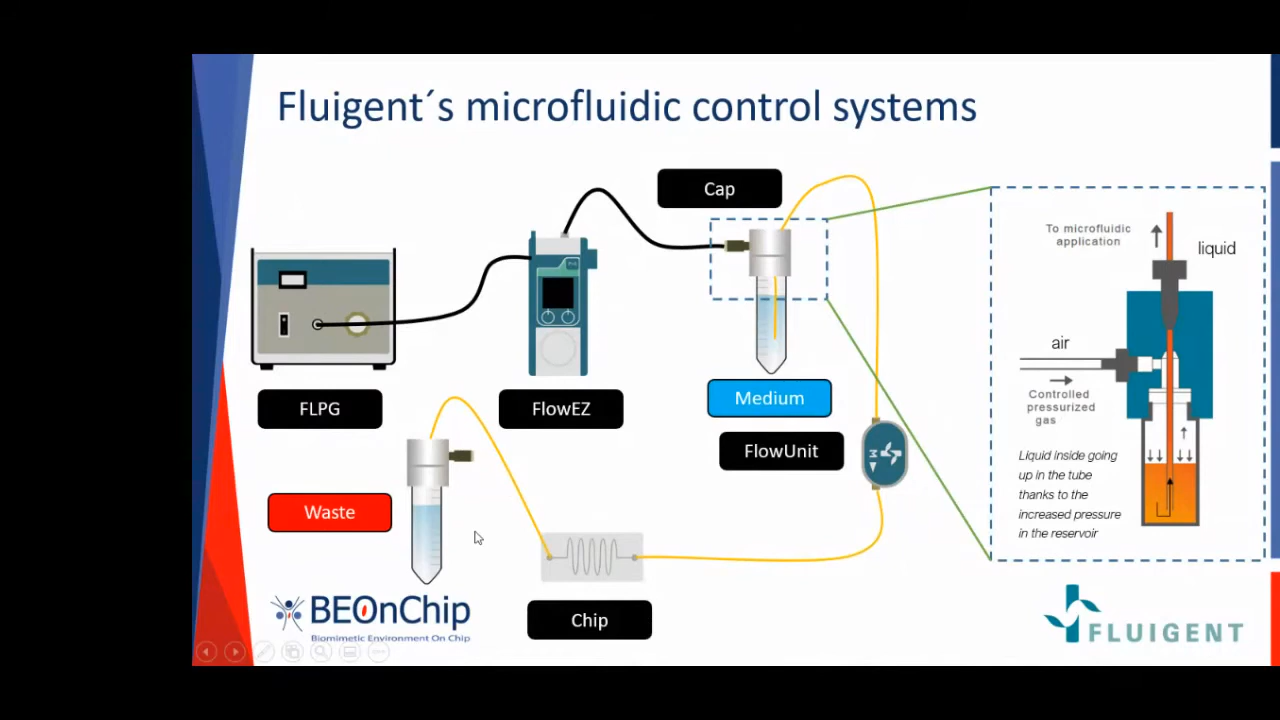 Fluigent´s microfluidic control systems
Cap
To microfluidic
application
liquid
air
Controlled
pressurized
gas
FLPG
FlowEZ
Medium
FlowUnit
Liquid inside going
up in the tube
thanks to the
increased pressure
in the reservoir
Waste
Chip
BEOnChip
Biomimetic Environment On Chip
FLUIGENT